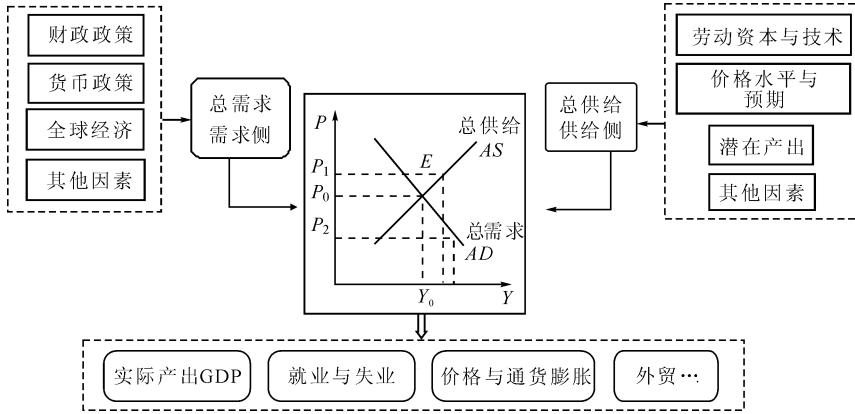 财政政策
货币政策
全球经济
其他因素
总需求
需求侧
P
P1
P0
P2
E
总供给
AS
总需求
AD
Y0
Y
总供给
供给侧
劳动资本与技术
价格水平与
预期
潜在产出
其他因素
实际产出GDP
就业与失业
价格与通货膨胀
外贸…